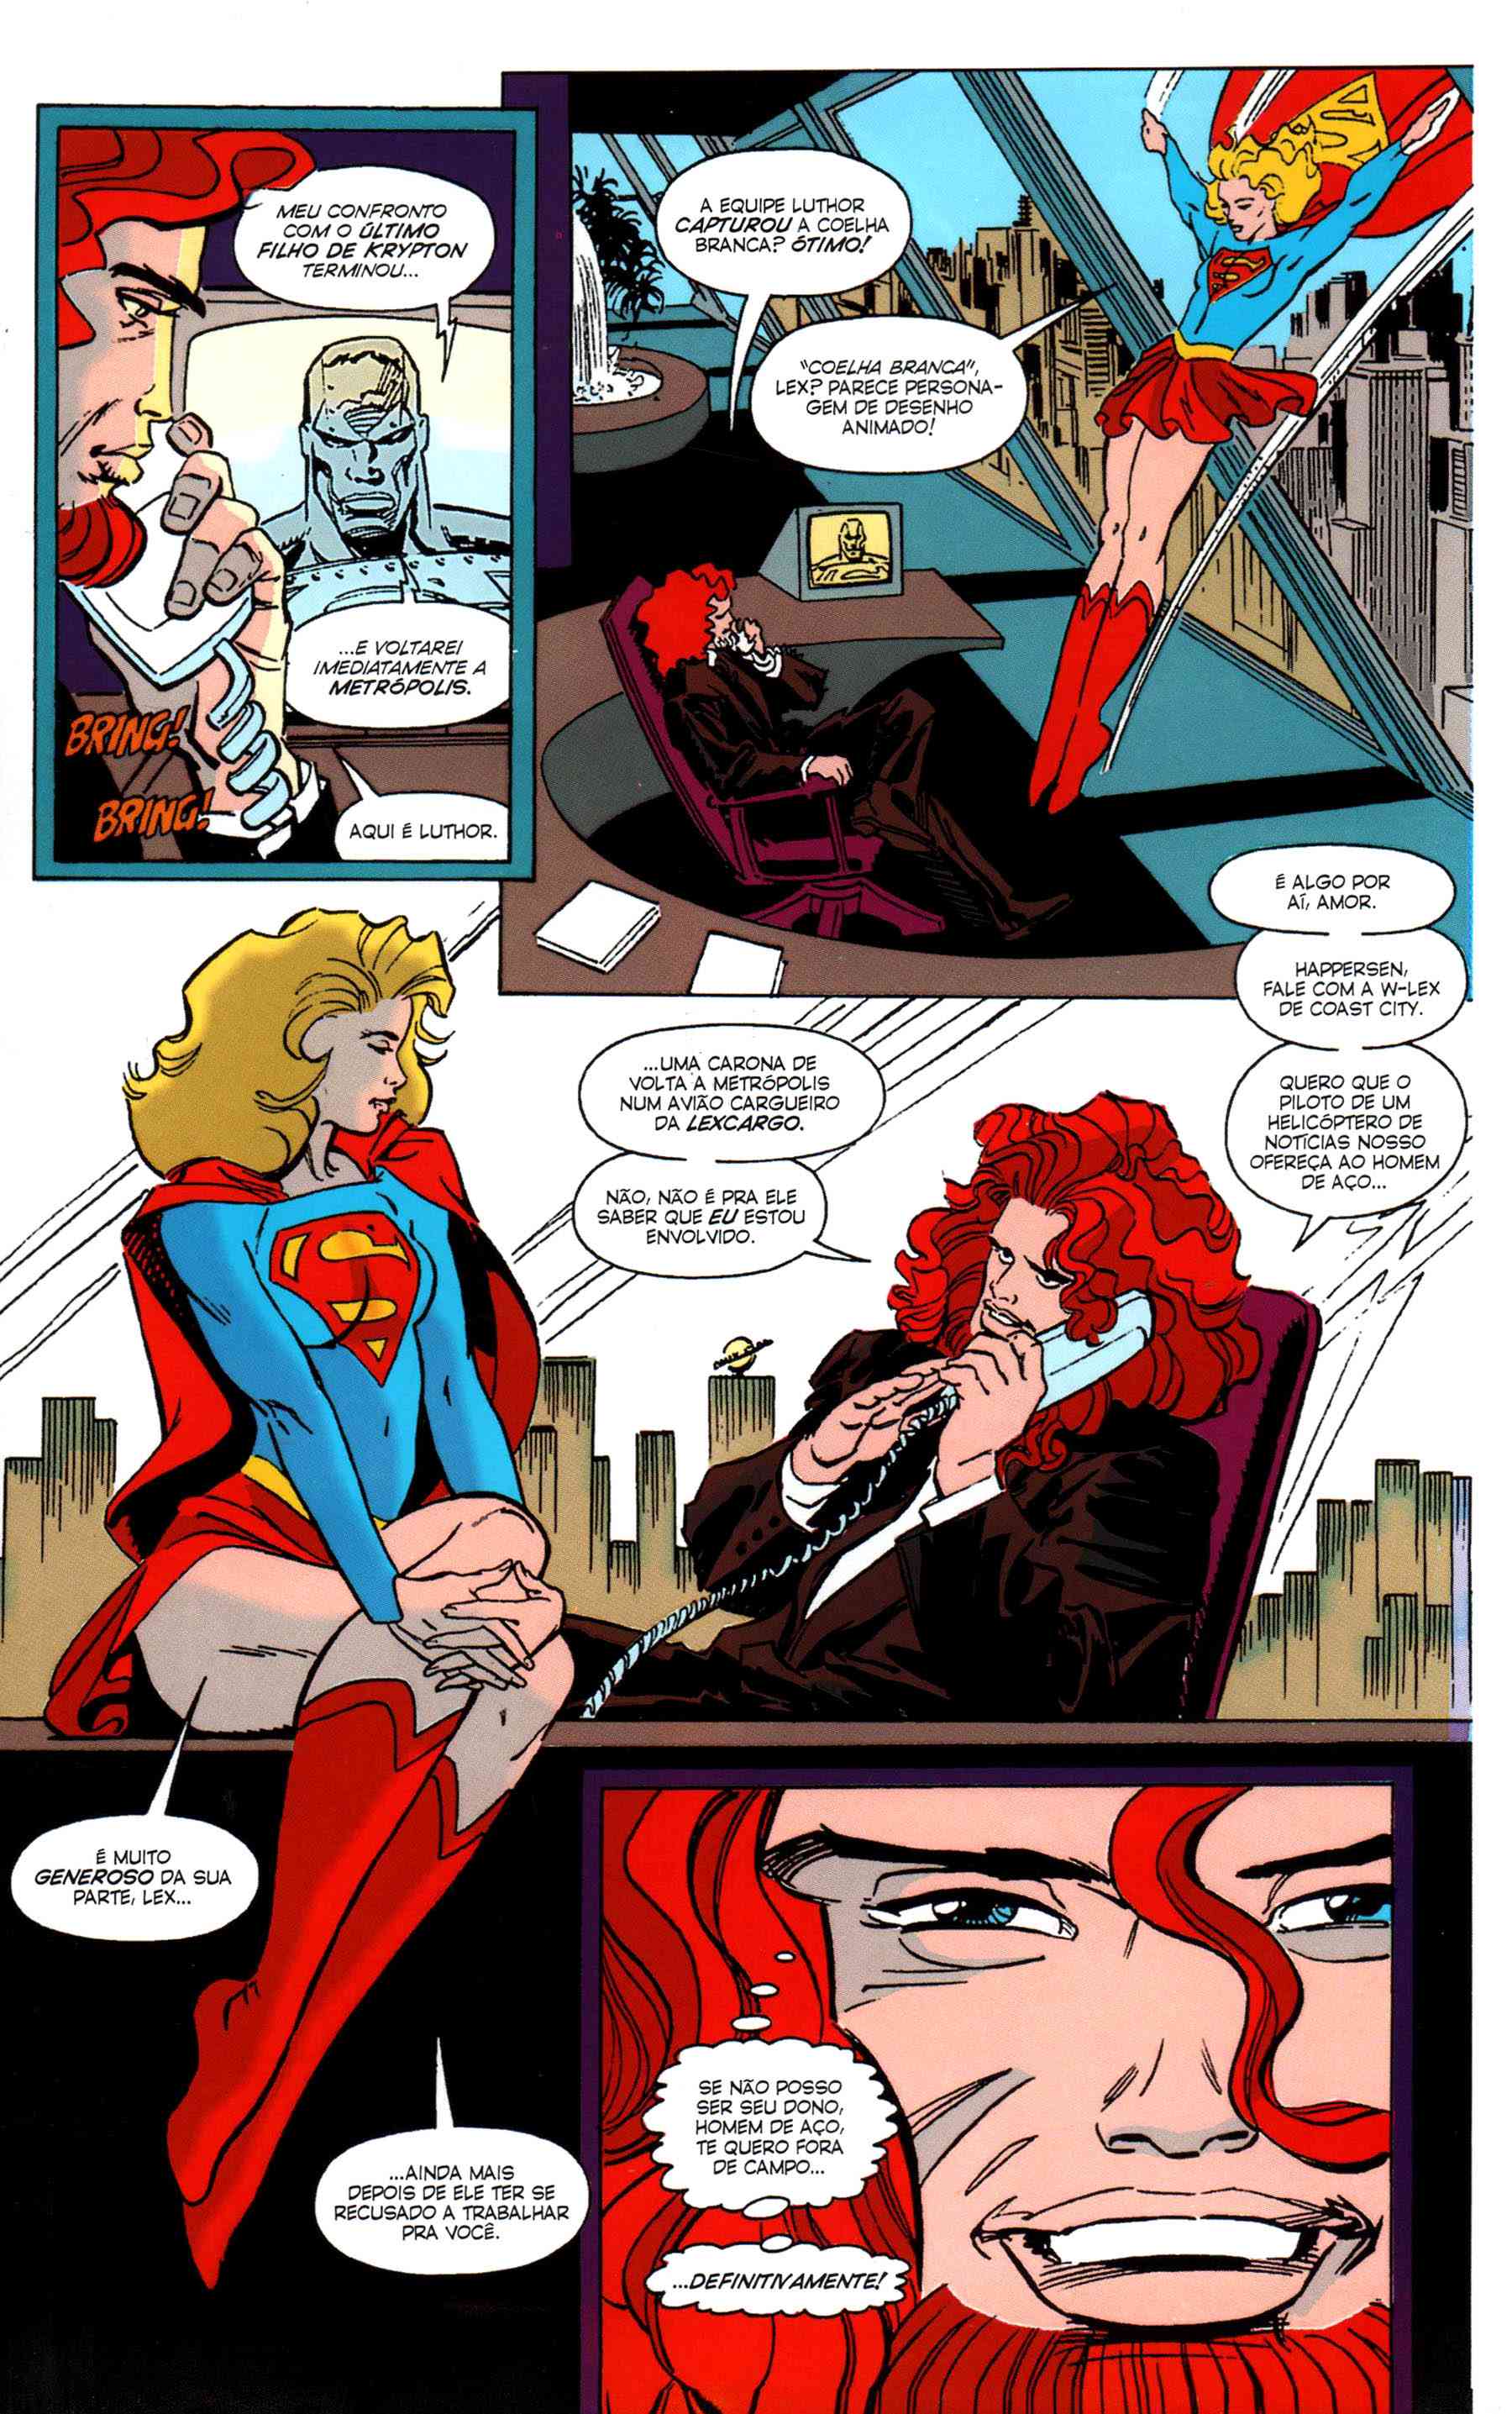 MEU CONFRONTO
COM O ÚLTIMO
FILHO DE KRYPTON
TERMINOU...
...E VOLTAREI
IMEDIATAMENTE A
METRÓPOLIS.
BRING!
BRING!
AQUI É LUTHOR.
A EQUIPE LUTHOR
CAPTUROU A COELHA
BRANCA? ÓTIMO!
"COELHA BRANCA",
LEX? PARECE PERSONA-
GEM DE DESENHO
ANIMADO!
É ALGO POR
AÍ, AMOR.
HAPPERSEN,
FALE COM A W-LEX
DE COAST CITY.
QUERO QUE O
PILOTO DE UM
HELICÓPTERO DE
NOTÍCIAS NOSSO
OFEREÇA AO HOMEM
DE AÇO...
...UMA CARONA DE
VOLTA A METRÓPOLIS
NUM AVIÃO CARGUEIRO
DA LEXCARGO.
NÃO, NÃO É PRA ELE
SABER QUE EU ESTOU
ENVOLVIDO.
É MUITO
GENEROSO DA SUA
PARTE, LEX...
...AINDA MAIS
DEPOIS DE ELE TER SE
RECUSADO A TRABALHAR
PRA VOCÊ.
SE NÃO POSSO
SER SEU DONO,
HOMEM DE AÇO,
TE QUERO FORA
DE CAMPO...
...DEFINITIVAMENTE!